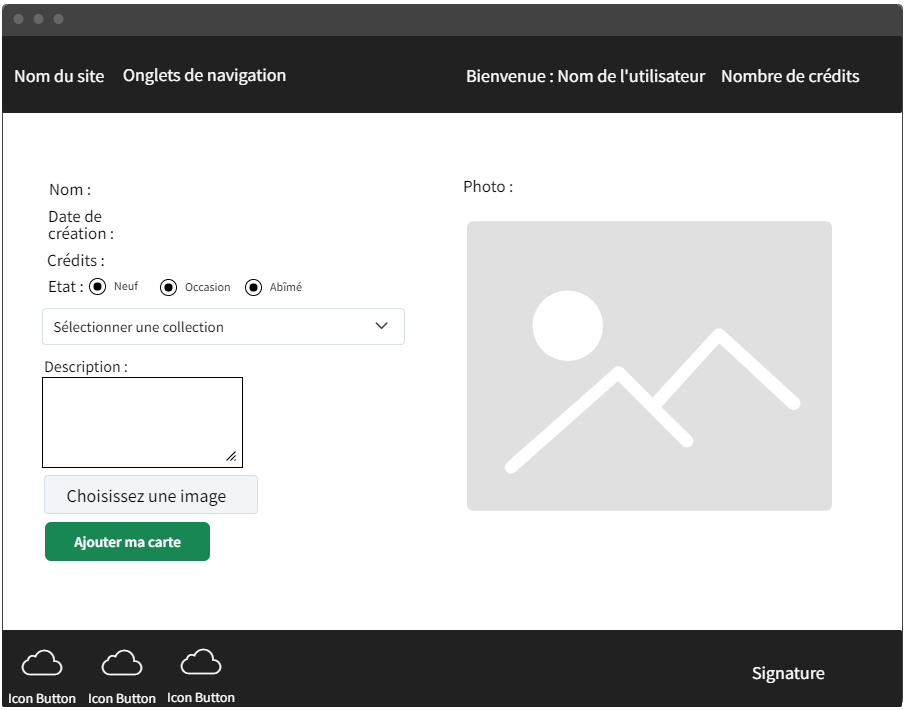 Nom du site Onglets de navigation Bienvenue : Nom de l'utilisateur Nombre de crédits
Nom :
Date de
création :
Crédits :
Etat : Neuf Occasion Abîmé
Sélectionner une collection
Description :
Choisissez une image
Ajouter ma carte
Photo :
Icon Button Icon Button Icon Button
Signature